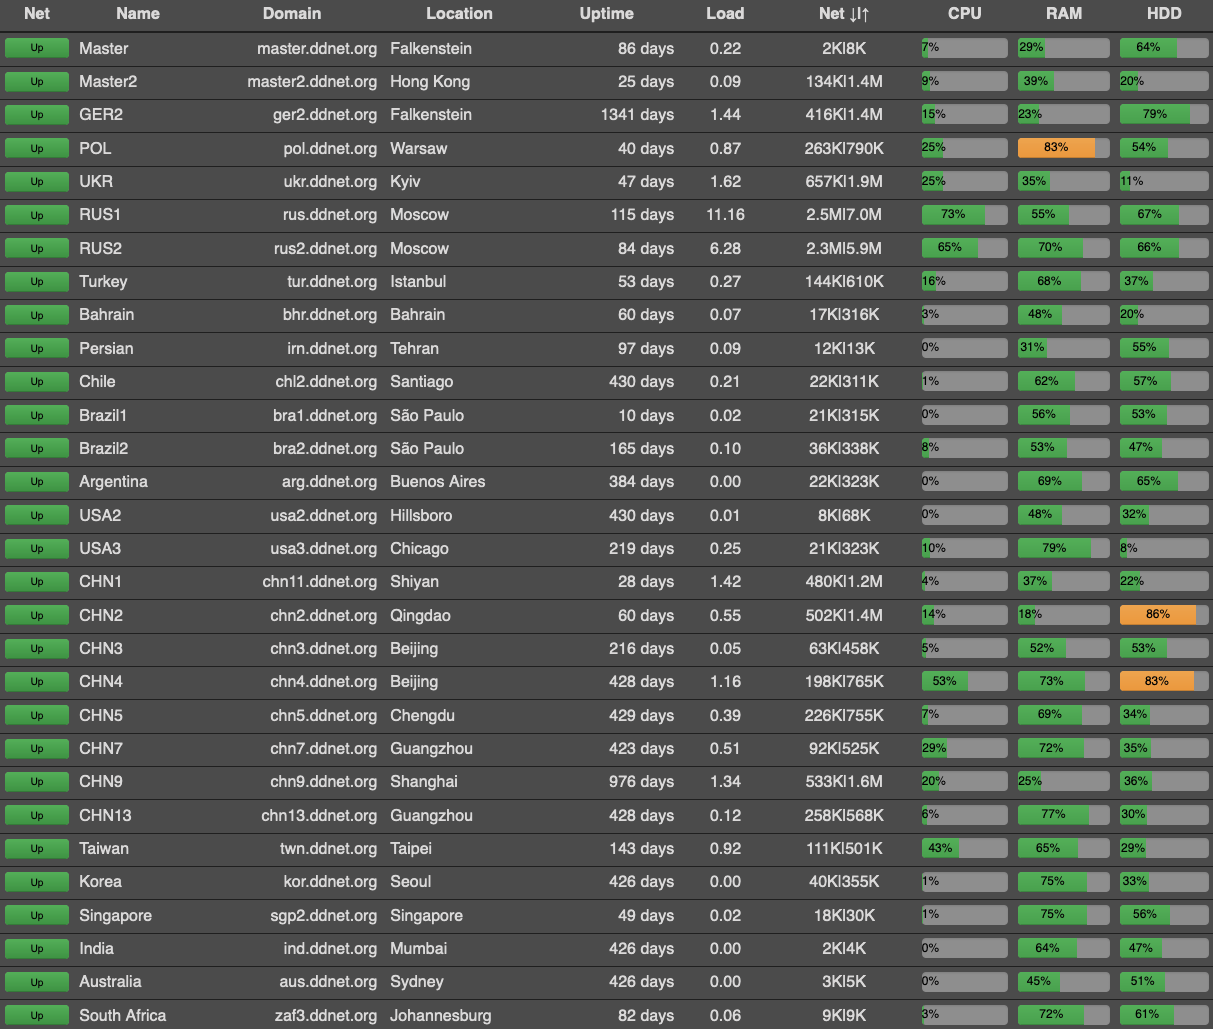 Net Name Domain Location Uptime Load Net ↓|↑ CPU RAM HDD
Up Master master.ddnet.org Falkenstein 86 days 0.22 2K|8K 7% 29% 64%
Up Master2 master2.ddnet.org Hong Kong 25 days 0.09 134K|1.4M 9% 39% 20%
Up GER2 ger2.ddnet.org Falkenstein 1341 days 1.44 416K|1.4M 15% 23% 79%
Up POL pol.ddnet.org Warsaw 40 days 0.87 263K|790K 25% 83% 54%
Up UKR ukr.ddnet.org Kyiv 47 days 1.62 657K|1.9M 25% 35% 11%
Up RUS1 rus.ddnet.org Moscow 115 days 11.16 2.5M|7.0M 73% 55% 67%
Up RUS2 rus2.ddnet.org Moscow 84 days 6.28 2.3M|5.9M 65% 70% 66%
Up Turkey tur.ddnet.org Istanbul 53 days 0.27 144K|610K 16% 68% 37%
Up Bahrain bhr.ddnet.org Bahrain 60 days 0.07 17K|316K 3% 48% 20%
Up Persian irn.ddnet.org Tehran 97 days 0.09 12K|13K 0% 31% 55%
Up Chile chl2.ddnet.org Santiago 430 days 0.21 22K|311K 1% 62% 57%
Up Brazil1 bra1.ddnet.org São Paulo 10 days 0.02 21K|315K 0% 56% 53%
Up Brazil2 bra2.ddnet.org São Paulo 165 days 0.10 36K|338K 8% 53% 47%
Up Argentina arg.ddnet.org Buenos Aires 384 days 0.00 22K|323K 0% 69% 65%
Up USA2 usa2.ddnet.org Hillsboro 430 days 0.01 8K|68K 0% 48% 32%
Up USA3 usa3.ddnet.org Chicago 219 days 0.25 21K|323K 10% 79% 8%
Up CHN1 chn11.ddnet.org Shiyan 28 days 1.42 480K|1.2M 4% 37% 22%
Up CHN2 chn2.ddnet.org Qingdao 60 days 0.55 502K|1.4M 14% 18% 86%
Up CHN3 chn3.ddnet.org Beijing 216 days 0.05 63K|458K 5% 52% 53%
Up CHN4 chn4.ddnet.org Beijing 428 days 1.16 198K|765K 53% 73% 83%
Up CHN5 chn5.ddnet.org Chengdu 429 days 0.39 226K|755K 7% 69% 34%
Up CHN7 chn7.ddnet.org Guangzhou 423 days 0.51 92K|525K 29% 72% 35%
Up CHN9 chn9.ddnet.org Shanghai 976 days 1.34 533K|1.6M 20% 25% 36%
Up CHN13 chn13.ddnet.org Guangzhou 428 days 0.12 258K|568K 6% 77% 30%
Up Taiwan twn.ddnet.org Taipei 143 days 0.92 111K|501K 43% 65% 29%
Up Korea kor.ddnet.org Seoul 426 days 0.00 40K|355K 1% 75% 33%
Up Singapore sgp2.ddnet.org Singapore 49 days 0.02 18K|30K 1% 75% 56%
Up India ind.ddnet.org Mumbai 426 days 0.00 2K|4K 0% 64% 47%
Up Australia aus.ddnet.org Sydney 426 days 0.00 3K|5K 0% 45% 51%
Up South Africa zaf3.ddnet.org Johannesburg 82 days 0.06 9K|9K 3% 72% 61%